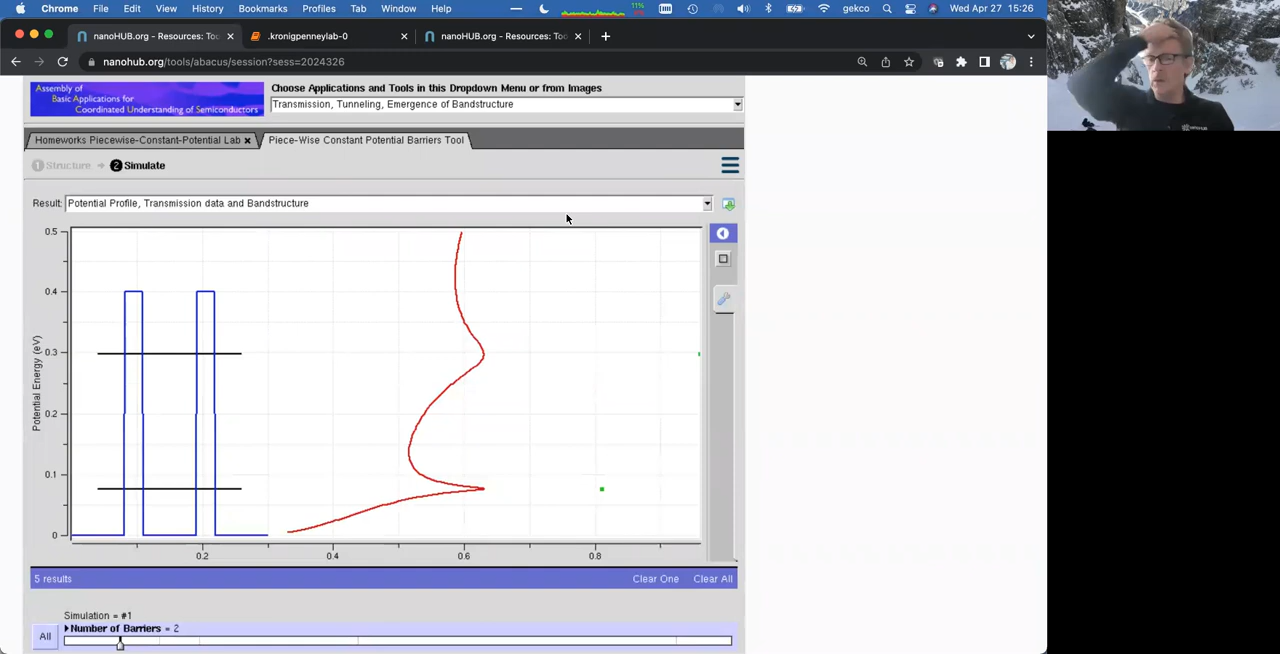 Chrome File Edit View History Bookmarks Profiles Tab Window Help 11% gekco Wed Apr 27 15:26
nanoHUB.org - Resources: Too × .kronigpenneylab-0 × nanoHUB.org - Resources: Too × +
nanohub.org/tools/abacus/session?sess=2024326
Assembly of
Basic Applications for
Coordinated Understanding of Semiconductors
Choose Applications and Tools in this Dropdown Menu or from Images
Transmission, Tunneling, Emergence of Bandstructure
Homeworks Piecewise-Constant-Potential Lab × Piece-Wise Constant Potential Barriers Tool
1 Structure → 2 Simulate
Result: Potential Profile, Transmission data and Bandstructure
Potential Energy (eV)
0.5
0.4
0.3
0.2
0.1
0
0.2 0.4 0.6 0.8
5 results Clear One Clear All
Simulation = #1
All Number of Barriers = 2